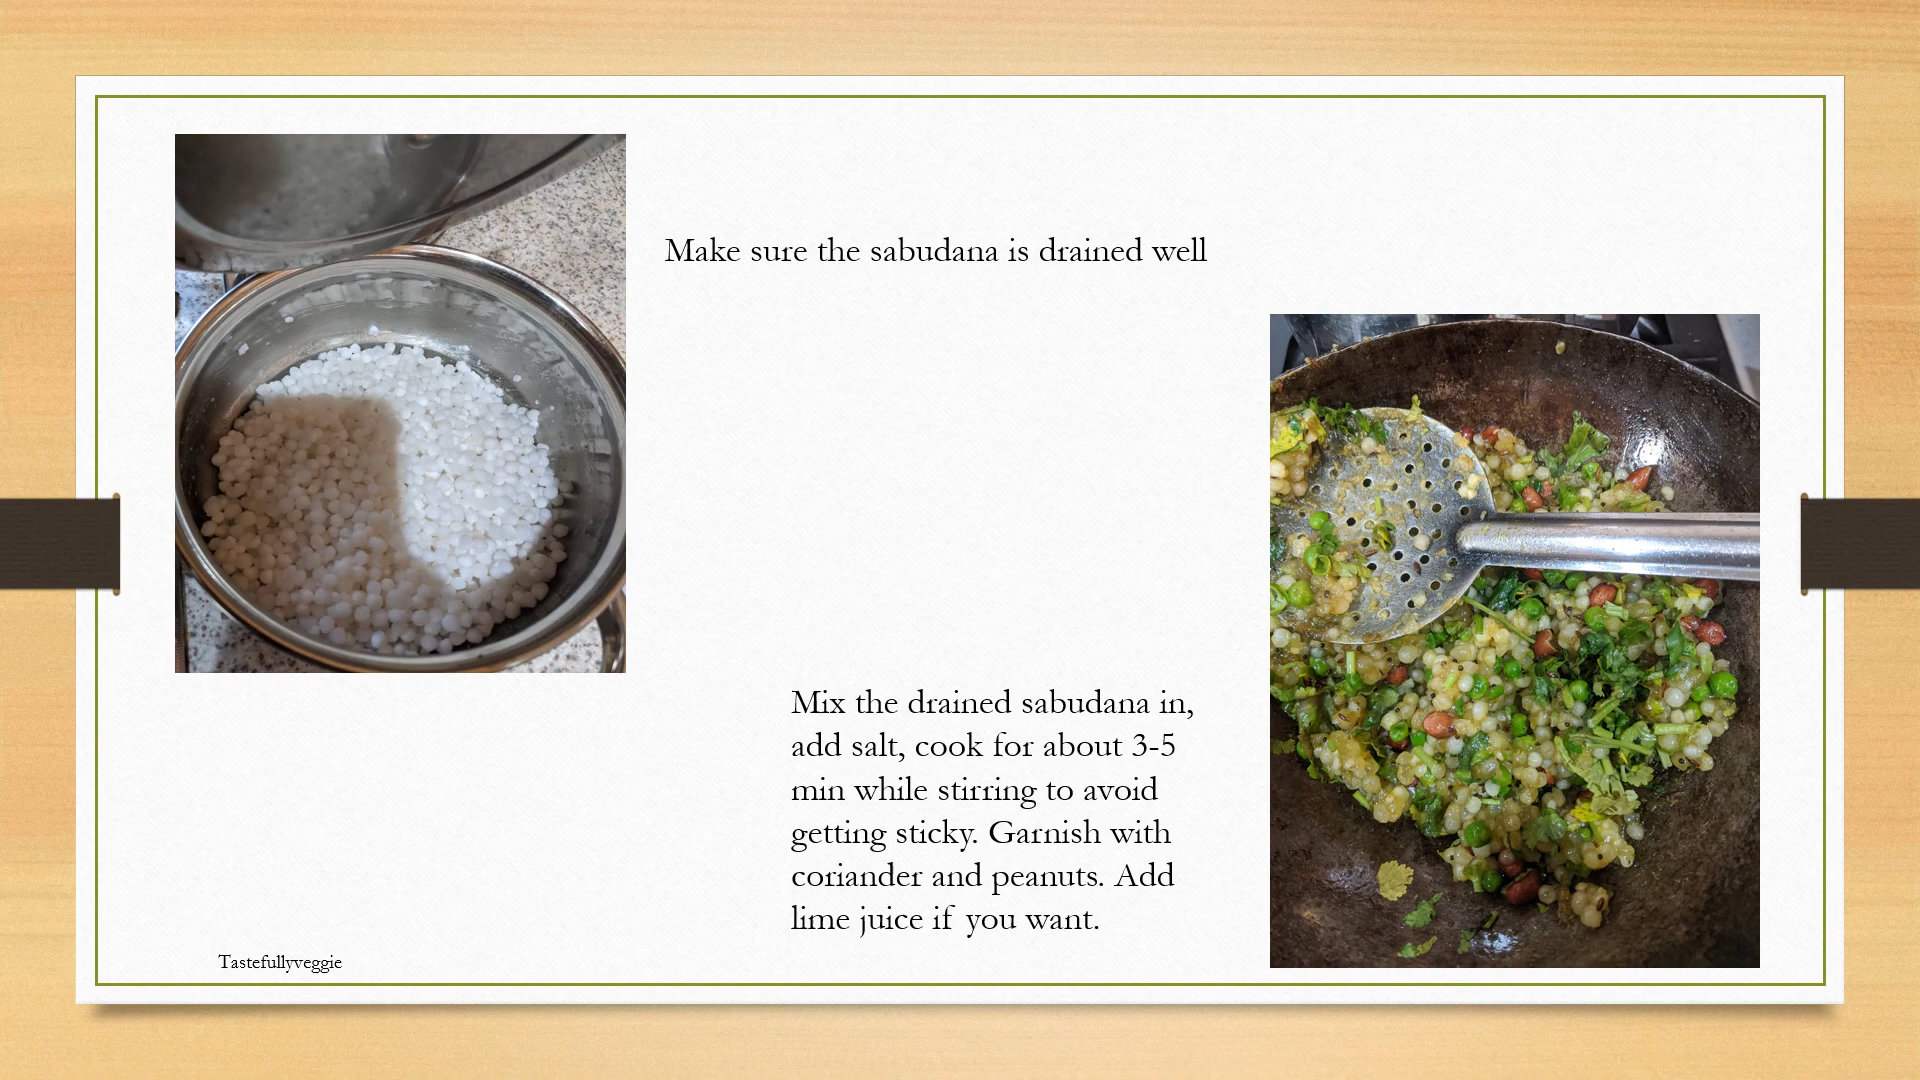 Make sure the sabudana is drained well
Mix the drained sabudana in,
add salt, cook for about 3-5
min while stirring to avoid
getting sticky. Garnish with
coriander and peanuts. Add
lime juice if you want.
Tastefullyveggie